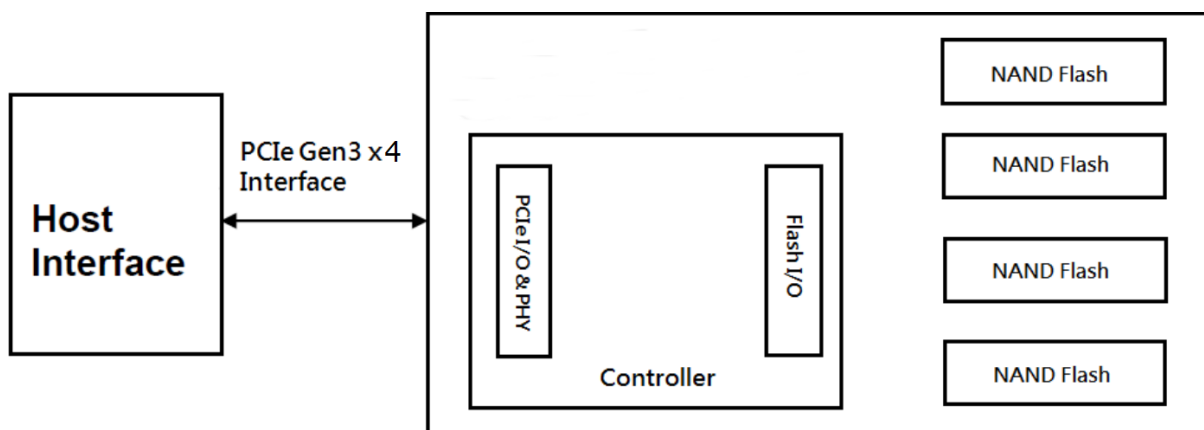 Host
Interface
PCIe Gen3 x4
Interface
PCIe I/O & PHY
Flash I/O
Controller
NAND Flash
NAND Flash
NAND Flash
NAND Flash